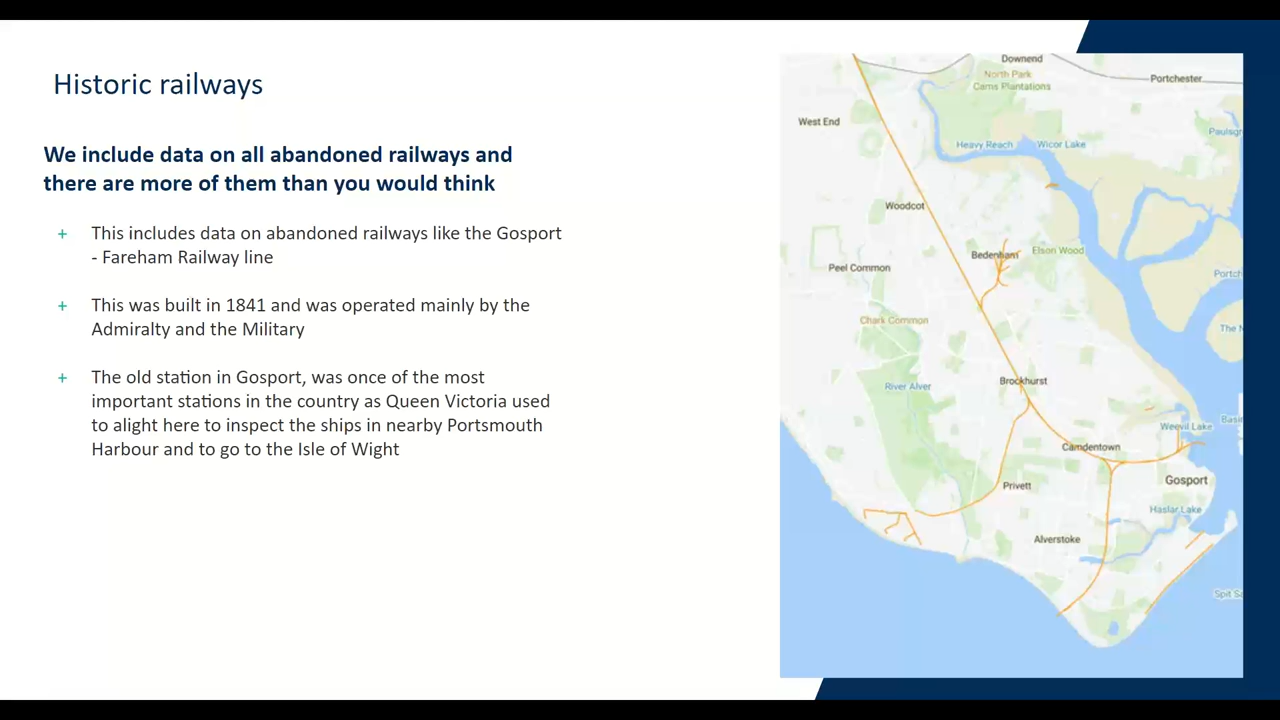 Historic railways
We include data on all abandoned railways and
there are more of them than you would think
+ This includes data on abandoned railways like the Gosport
- Fareham Railway line
+ This was built in 1841 and was operated mainly by the
Admiralty and the Military
+ The old station in Gosport, was once of the most
important stations in the country as Queen Victoria used
to alight here to inspect the ships in nearby Portsmouth
Harbour and to go to the Isle of Wight
Downend
North Park
Cams Plantations
Portchester
West End
Paulsgr
Heavy Reach
Wicor Lake
Woodcot
Bedenham
Elson Wood
Peel Common
Portch
Chark Common
The N
Brockhurst
River Alver
Basin
Weevil Lake
Camdentown
Gosport
Privett
Haslar Lake
Alverstoke
Spit Sa